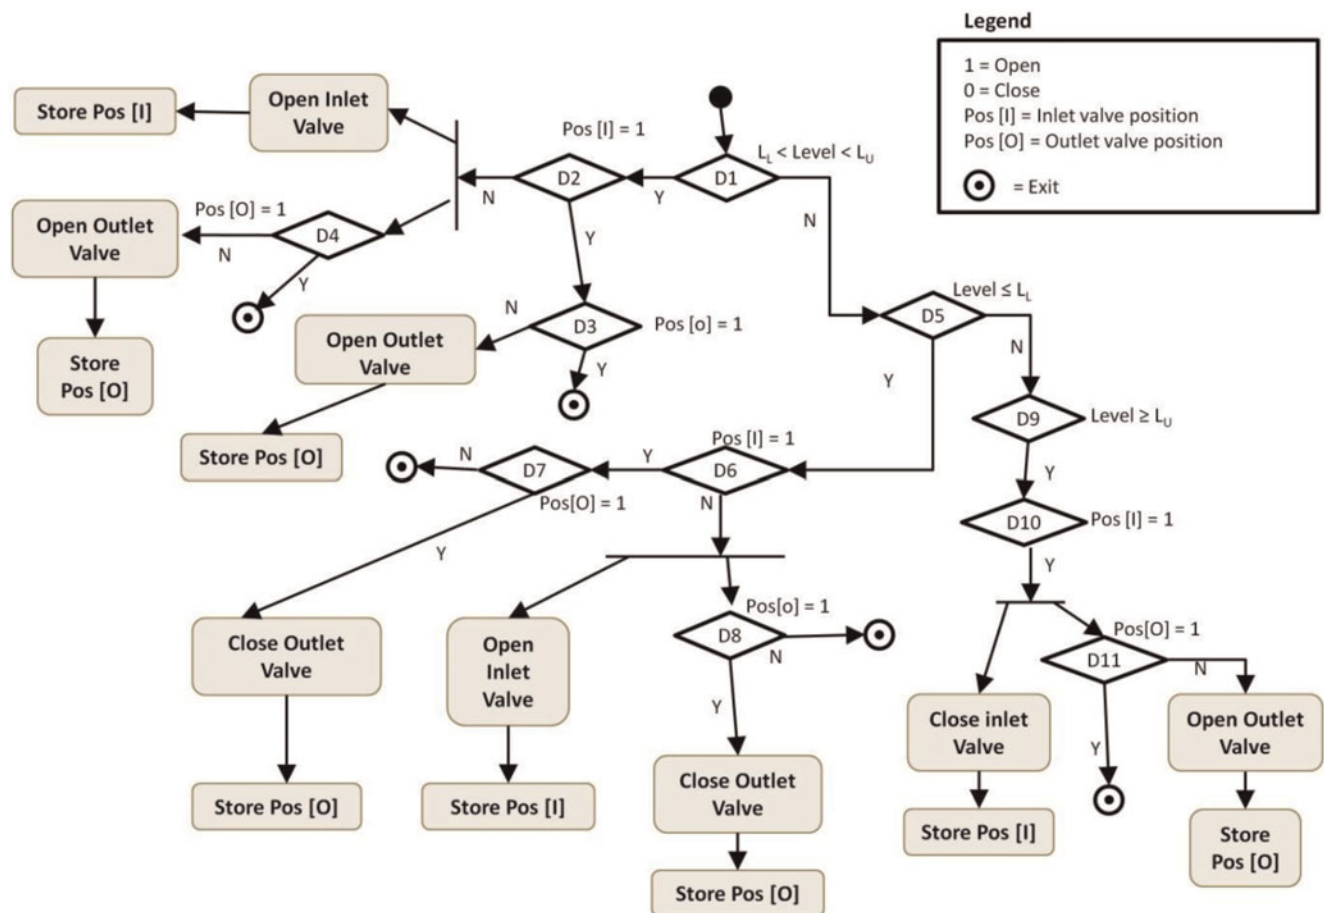 Legend
1 = Open
0 = Close
Pos [I] = Inlet valve position
Pos [O] = Outlet valve position
= Exit
Open Inlet
Valve
Store Pos [I]
Pos [I] = 1
L_L < Level < L_U
D2
D1
N
Y
Pos [O] = 1
Open Outlet
Valve
D4
N
Y
Y
N
Store
Pos [O]
N
D3
Pos [o] = 1
Open Outlet
Valve
Y
Store Pos [O]
Level ≤ L_L
D5
N
Y
D9
Level ≥ L_U
Y
Pos [I] = 1
N
D7
Y
D6
Pos[O] = 1
N
Y
D10
Pos [I] = 1
Y
Pos[o] = 1
D8
N
Y
Pos[O] = 1
D11
N
Y
Close Outlet
Valve
Open
Inlet
Valve
Close inlet
Valve
Open Outlet
Valve
Store Pos [O]
Store Pos [I]
Close Outlet
Valve
Store Pos [I]
Store
Pos [O]
Store Pos [O]